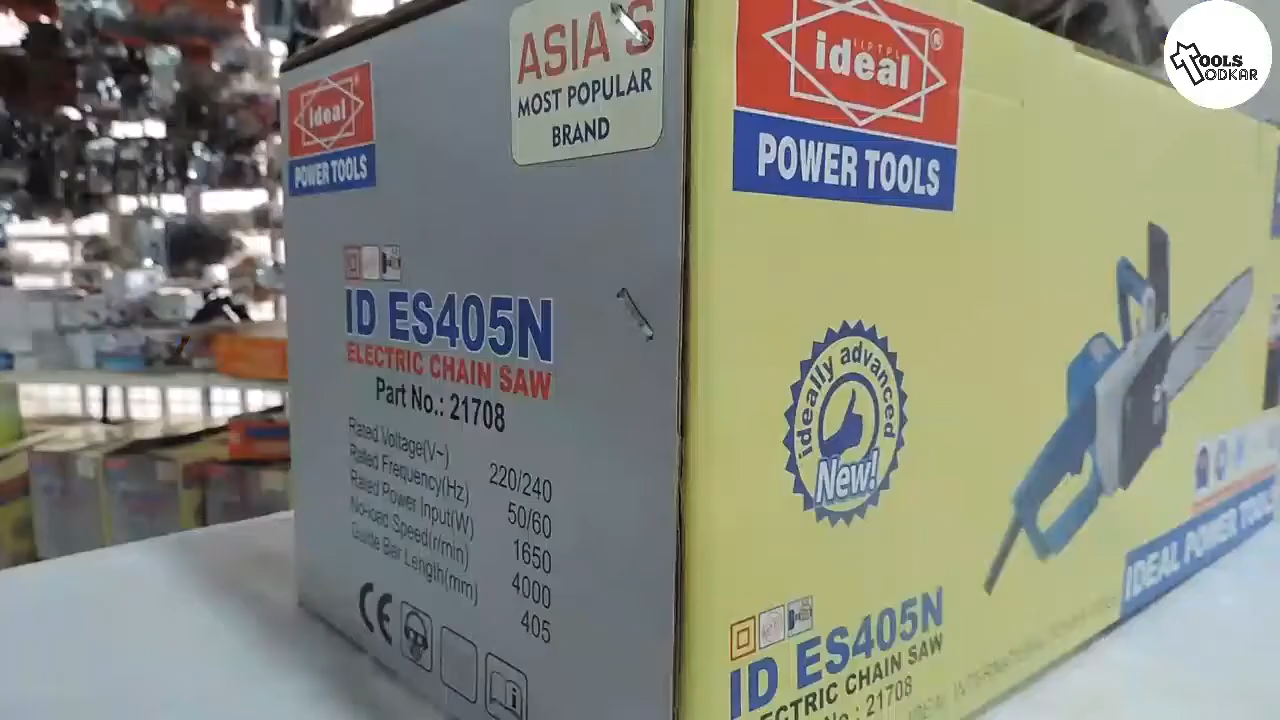 ideal
POWER TOOLS
ASIA'S
MOST POPULAR
BRAND
ID ES405N
ELECTRIC CHAIN SAW
Part No.: 21708
Rated Voltage(V~) 220/240
Rated Frequency(Hz) 50/60
Rated Power Input(W) 1650
No-load Speed(r/min) 4000
Guide Bar Length(mm) 405
CE
ideal ®
POWER TOOLS
ideally advanced
New!
ID ES405N
ELECTRIC CHAIN SAW
No.: 21708
IDEAL POWER TOOLS
IDEAL INTERNATIONAL
TOOLS
ODKAR